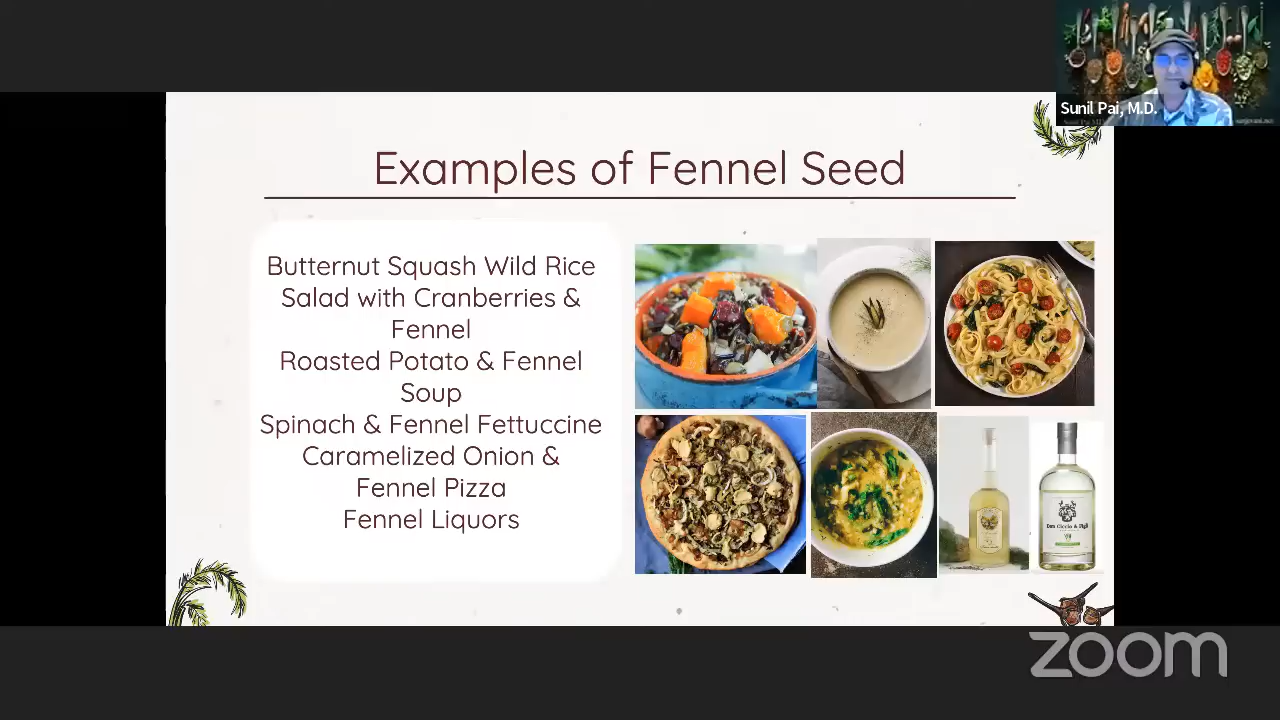 Sunil Pai, M.D.
Examples of Fennel Seed
Butternut Squash Wild Rice
Salad with Cranberries &
Fennel
Roasted Potato & Fennel
Soup
Spinach & Fennel Fettuccine
Caramelized Onion &
Fennel Pizza
Fennel Liquors
zoom